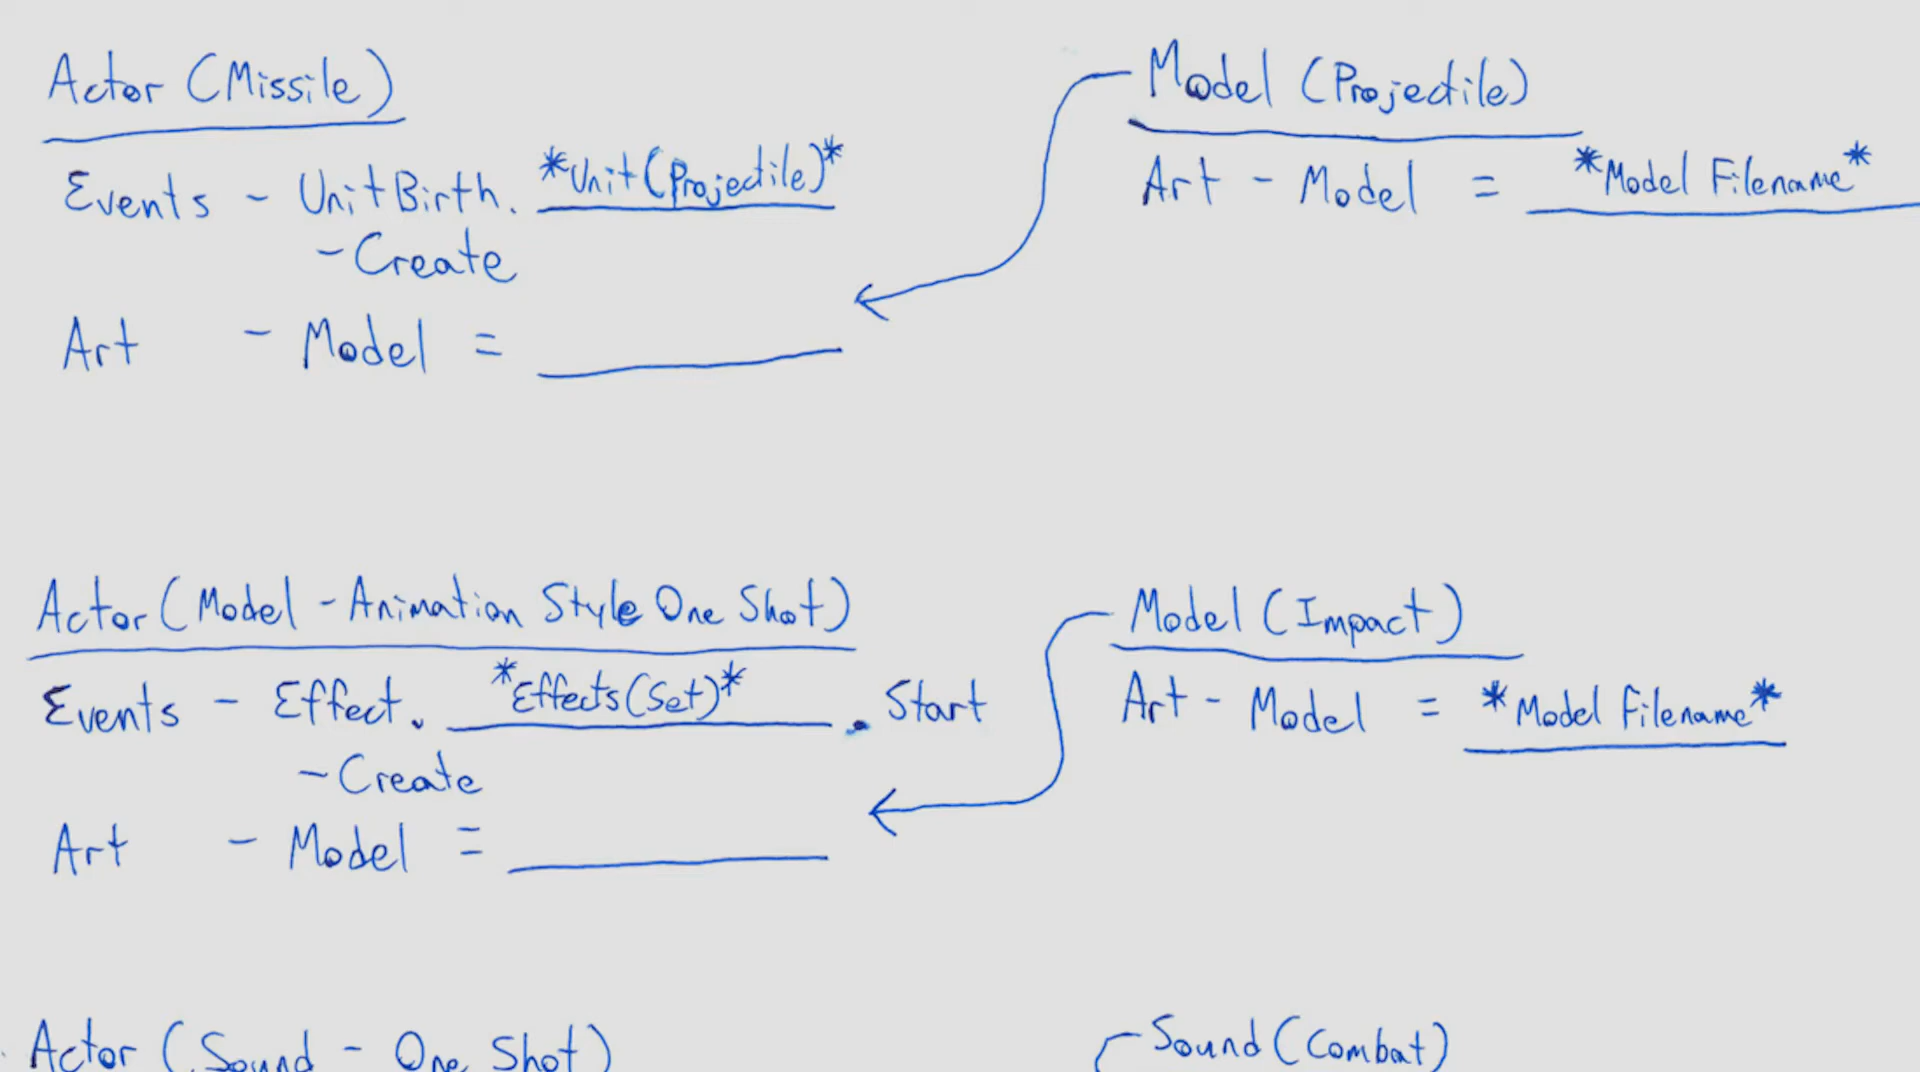 Actor (Missile)
Events - UnitBirth. *Unit(Projectile)*
- Create
Art - Model =
Model (Projectile)
Art - Model = *Model Filename*
Actor (Model - Animation Style One Shot)
Events - Effect. *Effects(Set)* . Start
- Create
Art - Model =
Model (Impact)
Art - Model = *Model Filename*
Actor (Sound - One Shot)
Sound (Combat)